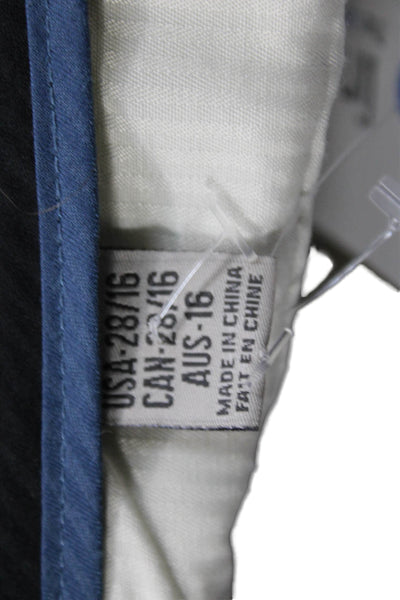 USA-28/16
CAN-28/16
AUS-16
MADE IN CHINA
FAIT EN CHINE